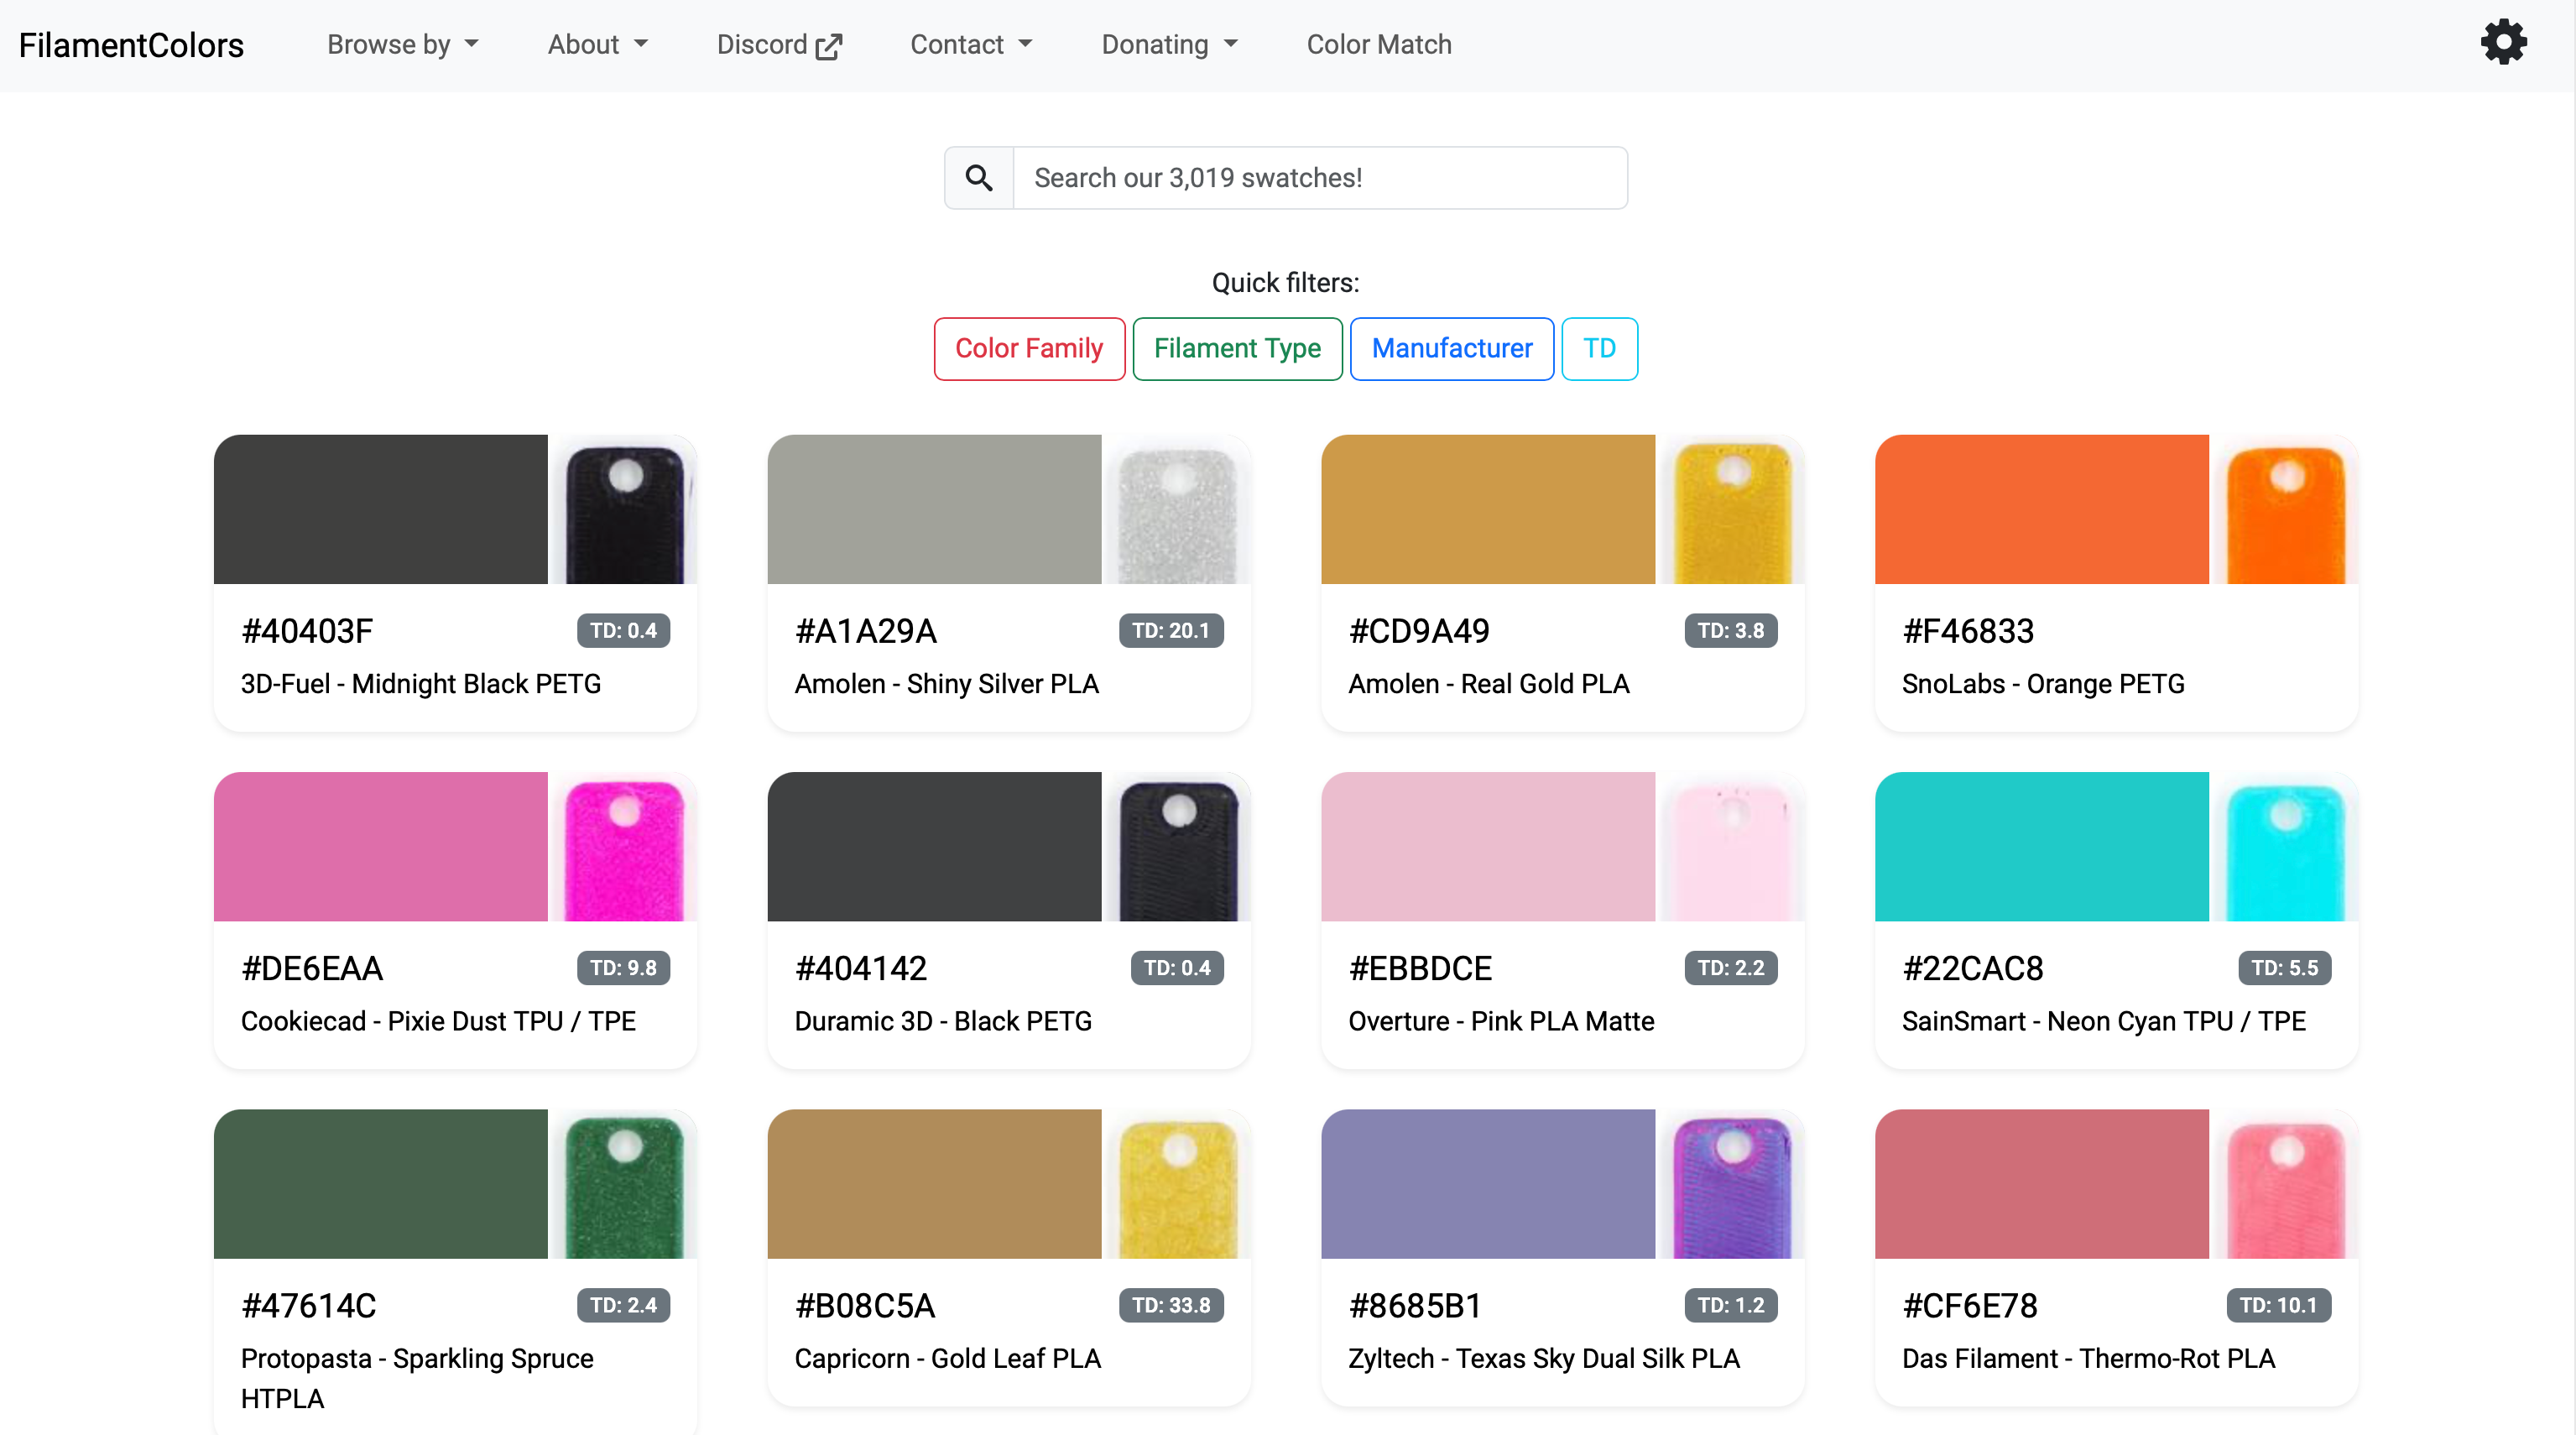 FilamentColors Browse by About Discord Contact Donating Color Match
Search our 3,019 swatches!
Quick filters:
Color Family Filament Type Manufacturer TD
#40403F TD: 0.4
3D-Fuel - Midnight Black PETG
#A1A29A TD: 20.1
Amolen - Shiny Silver PLA
#CD9A49 TD: 3.8
Amolen - Real Gold PLA
#F46833
SnoLabs - Orange PETG
#DE6EAA TD: 9.8
Cookiecad - Pixie Dust TPU / TPE
#404142 TD: 0.4
Duramic 3D - Black PETG
#EBBDCE TD: 2.2
Overture - Pink PLA Matte
#22CAC8 TD: 5.5
SainSmart - Neon Cyan TPU / TPE
#47614C TD: 2.4
Protopasta - Sparkling Spruce
HTPLA
#B08C5A TD: 33.8
Capricorn - Gold Leaf PLA
#8685B1 TD: 1.2
Zyltech - Texas Sky Dual Silk PLA
#CF6E78 TD: 10.1
Das Filament - Thermo-Rot PLA